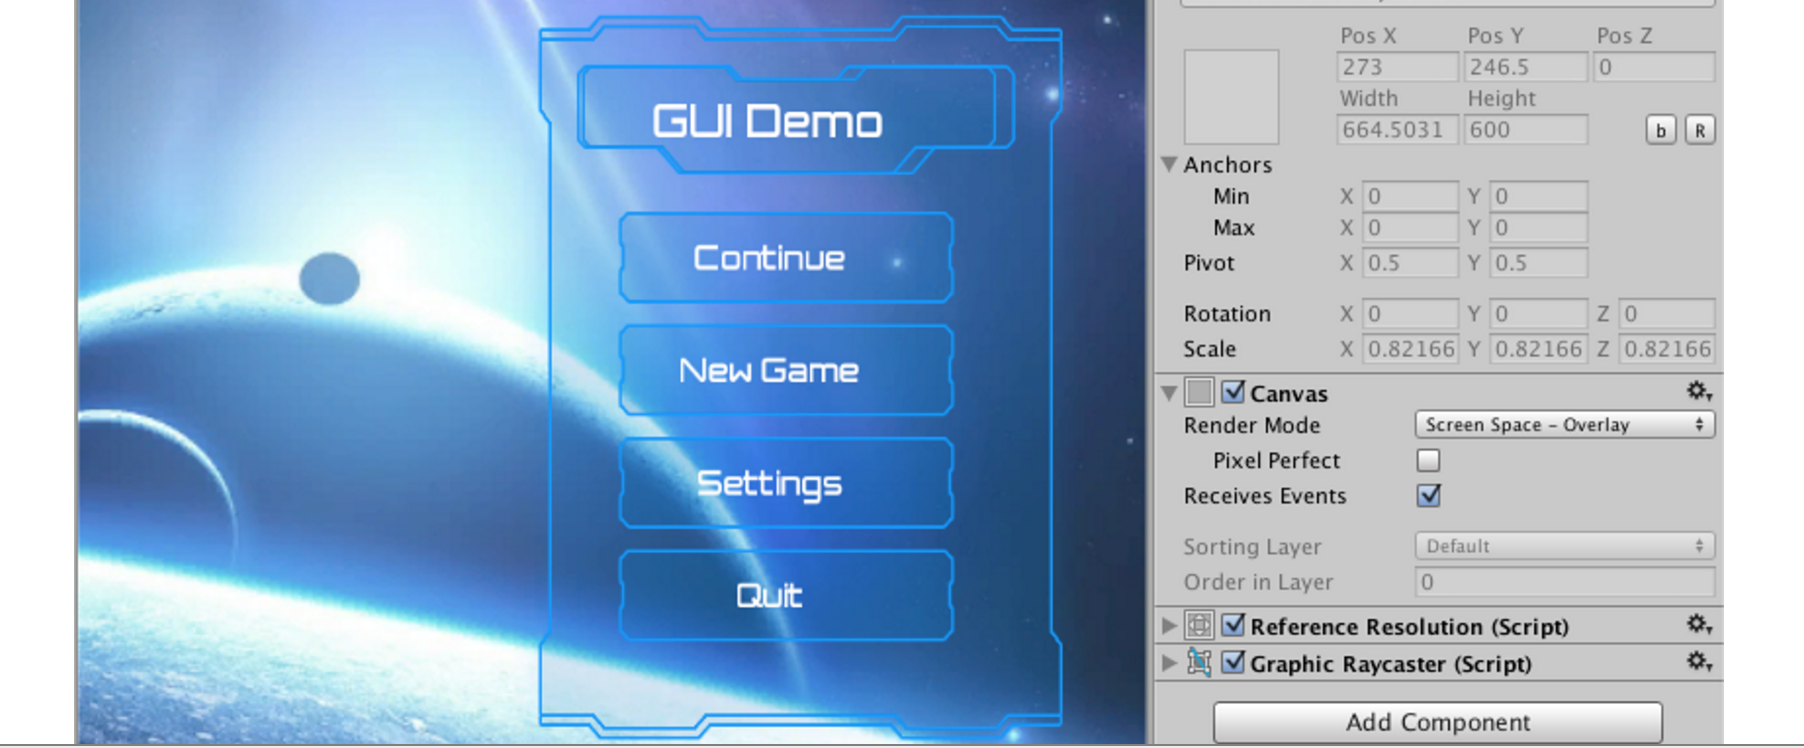 GUI Demo
Continue
New Game
Settings
Quit
Pos X Pos Y Pos Z
273 246.5 0
Width Height
664.5031 600
b R
Anchors
Min X 0 Y 0
Max X 0 Y 0
Pivot X 0.5 Y 0.5
Rotation X 0 Y 0 Z 0
Scale X 0.82166 Y 0.82166 Z 0.82166
Canvas
Render Mode Screen Space - Overlay
Pixel Perfect
Receives Events
Sorting Layer Default
Order in Layer 0
Reference Resolution (Script)
Graphic Raycaster (Script)
Add Component